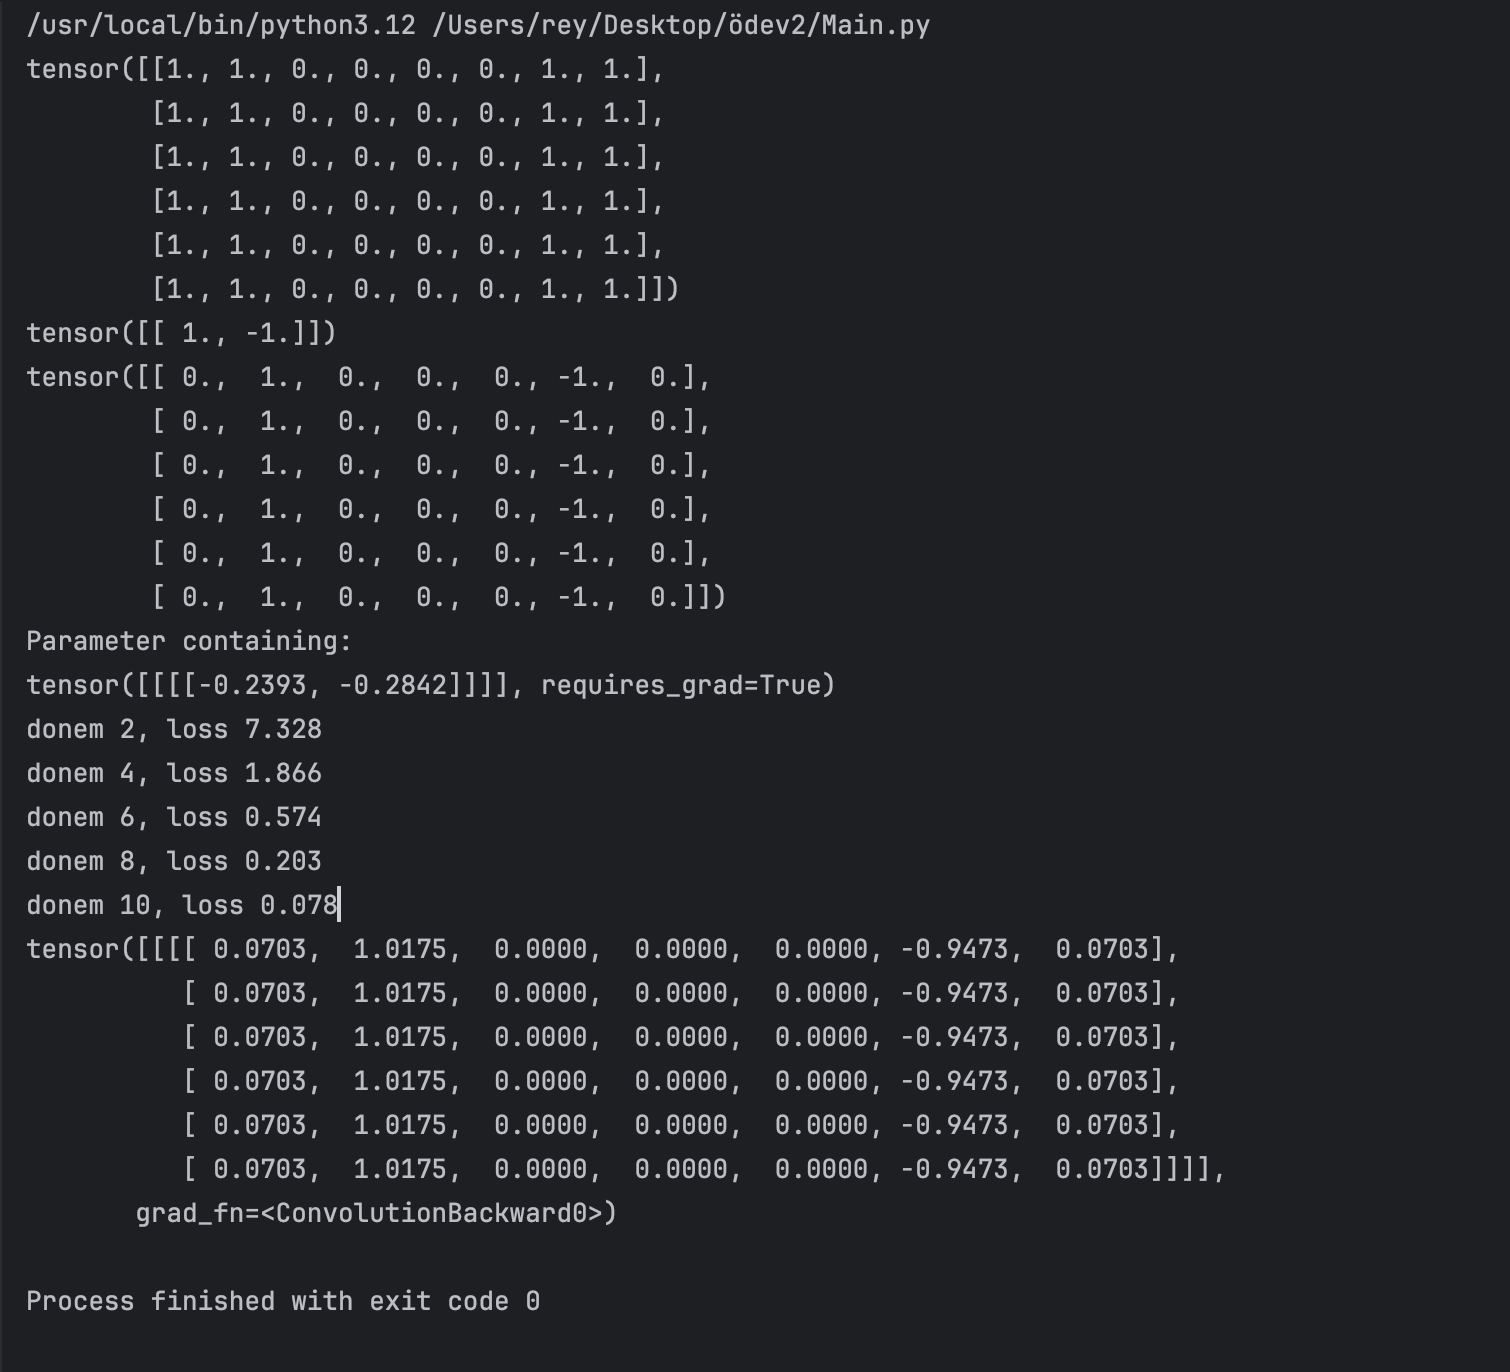 /usr/local/bin/python3.12 /Users/rey/Desktop/ödev2/Main.py
tensor([[1., 1., 0., 0., 0., 0., 1., 1.],
        [1., 1., 0., 0., 0., 0., 1., 1.],
        [1., 1., 0., 0., 0., 0., 1., 1.],
        [1., 1., 0., 0., 0., 0., 1., 1.],
        [1., 1., 0., 0., 0., 0., 1., 1.],
        [1., 1., 0., 0., 0., 0., 1., 1.]])
tensor([[ 1., -1.]])
tensor([[ 0.,  1.,  0.,  0.,  0., -1.,  0.],
        [ 0.,  1.,  0.,  0.,  0., -1.,  0.],
        [ 0.,  1.,  0.,  0.,  0., -1.,  0.],
        [ 0.,  1.,  0.,  0.,  0., -1.,  0.],
        [ 0.,  1.,  0.,  0.,  0., -1.,  0.],
        [ 0.,  1.,  0.,  0.,  0., -1.,  0.]])
Parameter containing:
tensor([[[[-0.2393, -0.2842]]]], requires_grad=True)
donem 2, loss 7.328
donem 4, loss 1.866
donem 6, loss 0.574
donem 8, loss 0.203
donem 10, loss 0.078
tensor([[[[ 0.0703,  1.0175,  0.0000,  0.0000,  0.0000, -0.9473,  0.0703],
          [ 0.0703,  1.0175,  0.0000,  0.0000,  0.0000, -0.9473,  0.0703],
          [ 0.0703,  1.0175,  0.0000,  0.0000,  0.0000, -0.9473,  0.0703],
          [ 0.0703,  1.0175,  0.0000,  0.0000,  0.0000, -0.9473,  0.0703],
          [ 0.0703,  1.0175,  0.0000,  0.0000,  0.0000, -0.9473,  0.0703],
          [ 0.0703,  1.0175,  0.0000,  0.0000,  0.0000, -0.9473,  0.0703]]]],
       grad_fn=<ConvolutionBackward0>)
Process finished with exit code 0